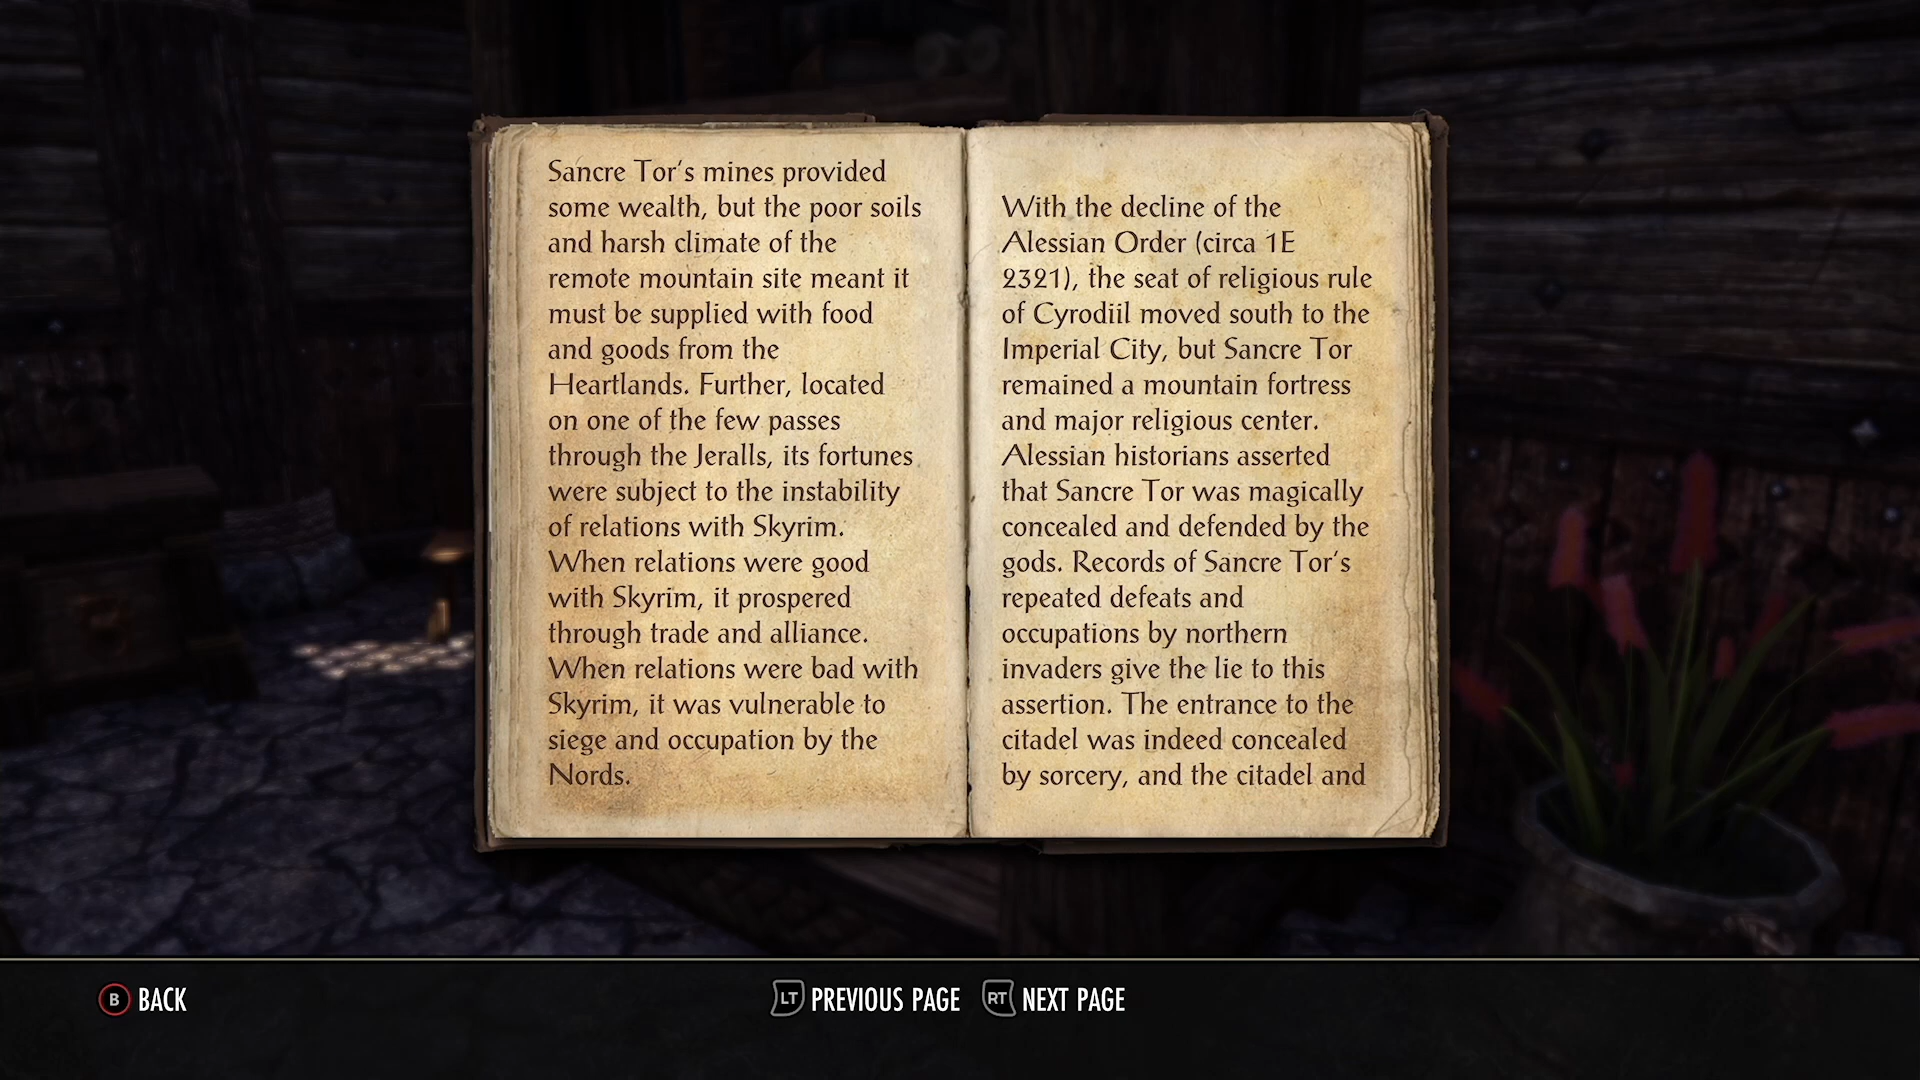 Sancre Tor's mines provided
some wealth, but the poor soils
and harsh climate of the
remote mountain site meant it
must be supplied with food
and goods from the
Heartlands. Further, located
on one of the few passes
through the Jeralls, its fortunes
were subject to the instability
of relations with Skyrim.
When relations were good
with Skyrim, it prospered
through trade and alliance.
When relations were bad with
Skyrim, it was vulnerable to
siege and occupation by the
Nords.
With the decline of the
Alessian Order (circa 1E
2321), the seat of religious rule
of Cyrodiil moved south to the
Imperial City, but Sancre Tor
remained a mountain fortress
and major religious center.
Alessian historians asserted
that Sancre Tor was magically
concealed and defended by the
gods. Records of Sancre Tor's
repeated defeats and
occupations by northern
invaders give the lie to this
assertion. The entrance to the
citadel was indeed concealed
by sorcery, and the citadel and
B BACK
LT PREVIOUS PAGE RT NEXT PAGE